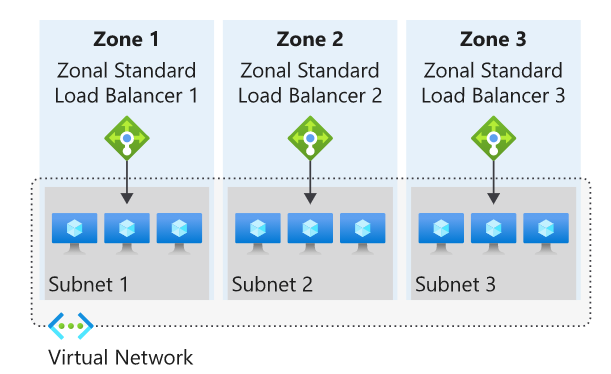 Zone 1
Zonal Standard
Load Balancer 1
Zone 2
Zonal Standard
Load Balancer 2
Zone 3
Zonal Standard
Load Balancer 3
Subnet 1
Subnet 2
Subnet 3
Virtual Network